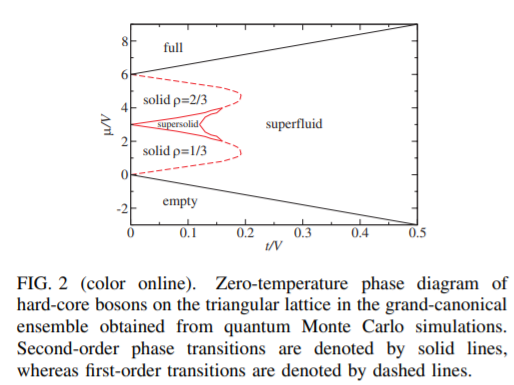 8
full
6
solid ρ=2/3
4
μ/V
supersolid
superfluid
2
solid ρ=1/3
0
empty
-2
0 0.1 0.2 0.3 0.4 0.5
t/V
FIG. 2 (color online). Zero-temperature phase diagram of
hard-core bosons on the triangular lattice in the grand-canonical
ensemble obtained from quantum Monte Carlo simulations.
Second-order phase transitions are denoted by solid lines,
whereas first-order transitions are denoted by dashed lines.